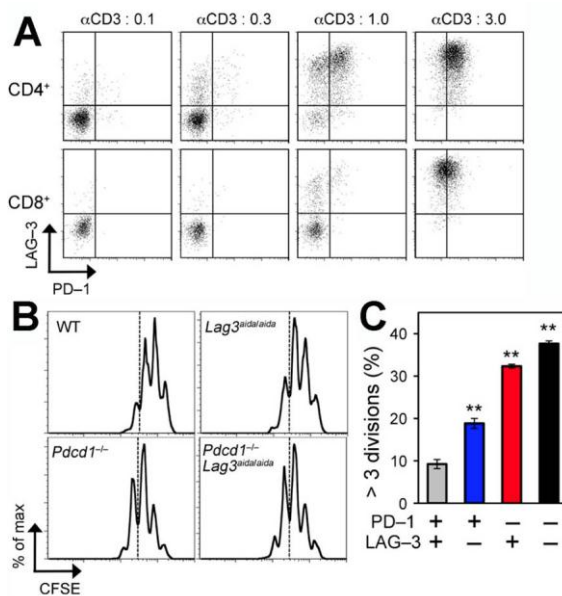 A
αCD3 : 0.1
αCD3 : 0.3
αCD3 : 1.0
αCD3 : 3.0
CD4⁺
CD8⁺
LAG–3
PD–1
B
WT
Lag3ᵃⁱᵈᵃ/ᵃⁱᵈᵃ
Pdcd1⁻/⁻
Pdcd1⁻/⁻
Lag3ᵃⁱᵈᵃ/ᵃⁱᵈᵃ
% of max
CFSE
C
> 3 divisions (%)
40
30
20
10
0
**
**
**
PD–1 + + – –
LAG–3 + – + –